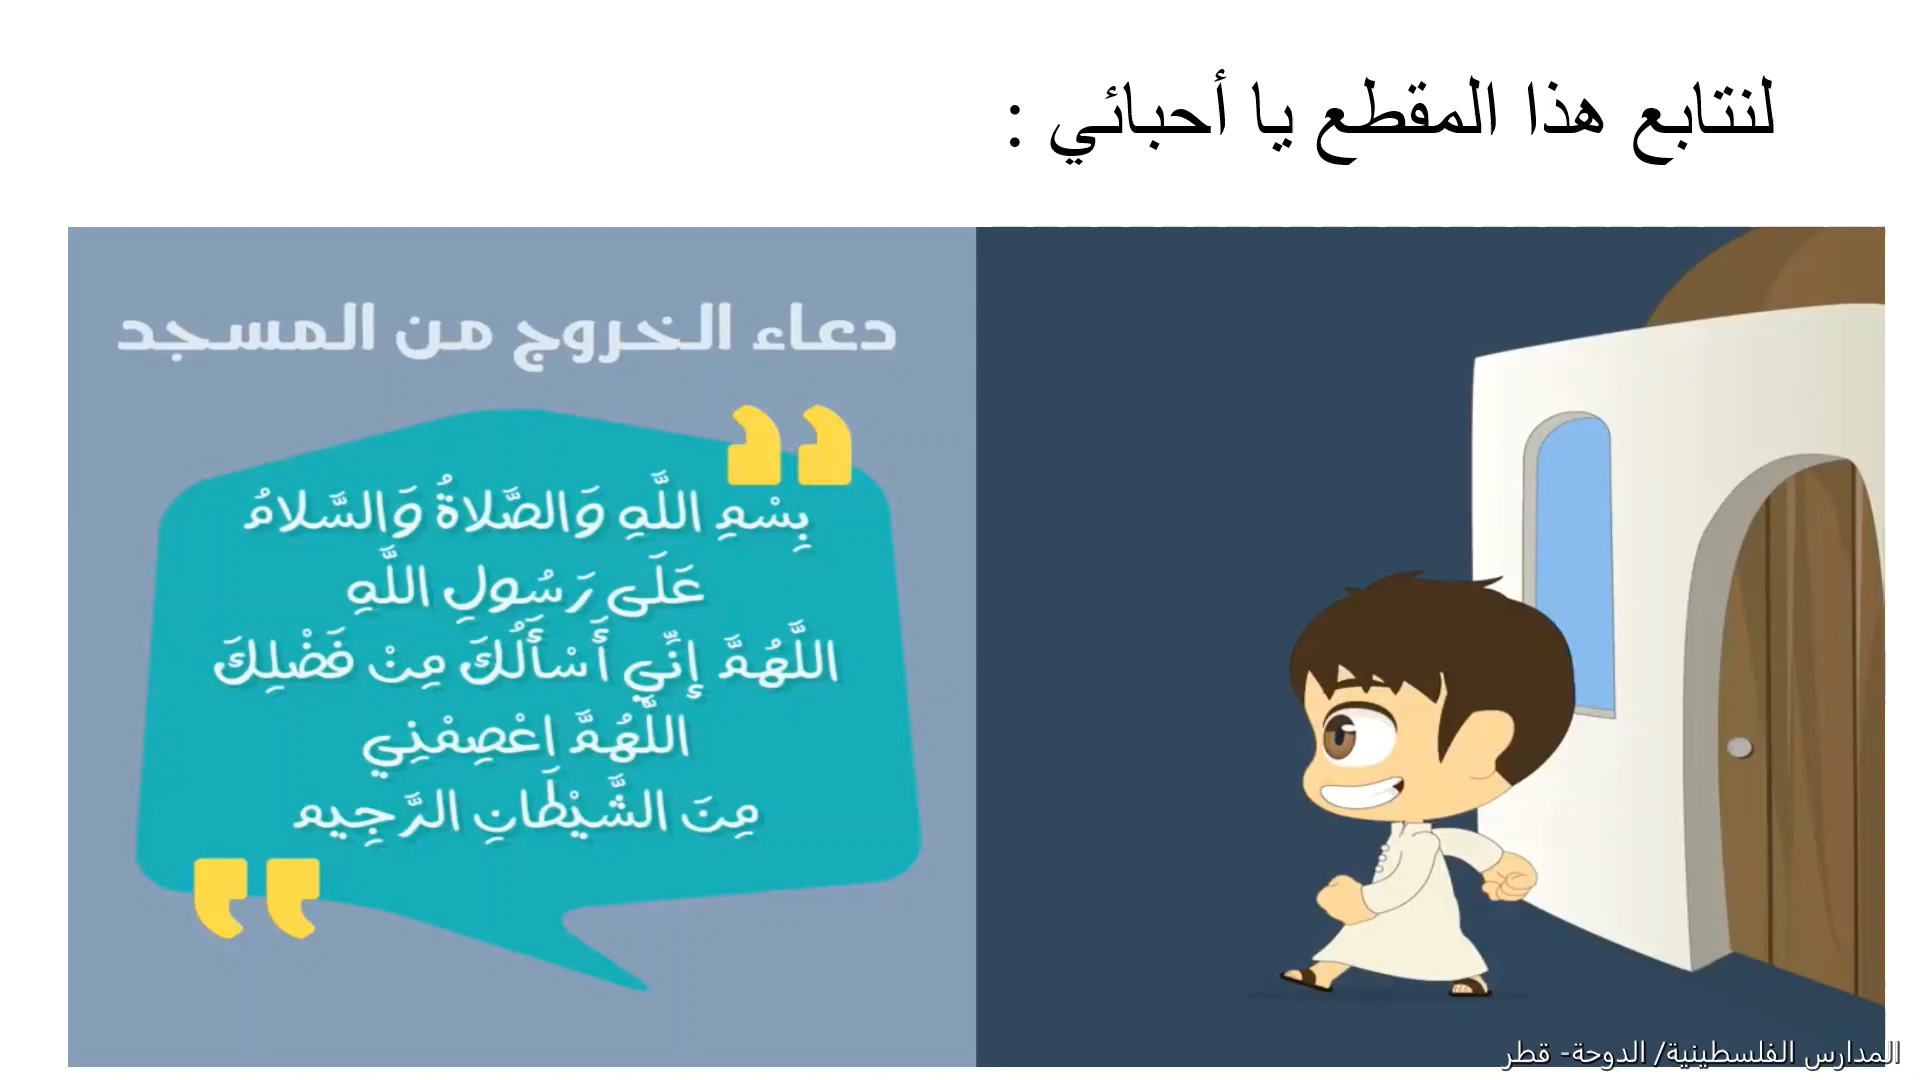 لنتابع هذا المقطع يا أحبائي :
دعاء الخروج من المسجد
بِسْمِ اللَّهِ وَالصَّلاةُ وَالسَّلامُ
عَلَى رَسُولِ اللَّهِ
اللَّهُمَّ إِنِّي أَسْأَلُكَ مِنْ فَضْلِكَ
اللَّهُمَّ اعْصِمْنِي
مِنَ الشَّيْطَانِ الرَّجِيم
المدارس الفلسطينية/ الدوحة- قطر